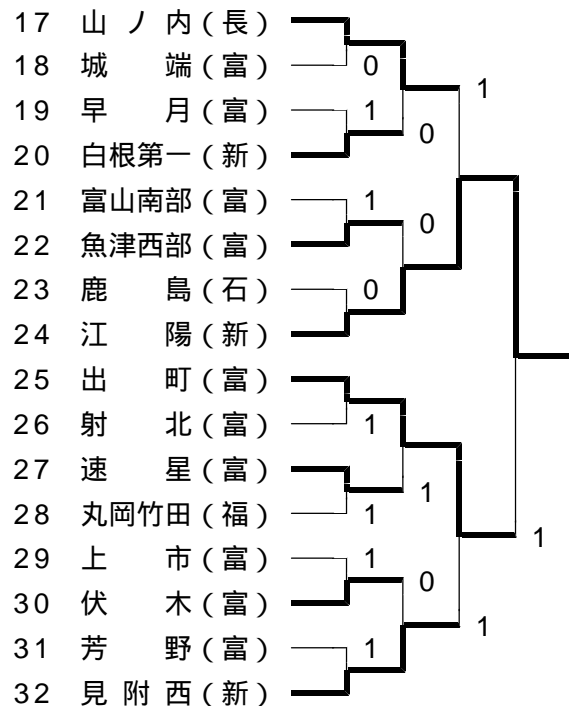 17 山ノ内（長）
18 城端（富） 0
1
19 早月（富） 1
0
20 白根第一（新）
21 富山南部（富） 1
0
22 魚津西部（富）
23 鹿島（石） 0
24 江陽（新）
25 出町（富）
26 射北（富） 1
27 速星（富）
1
28 丸岡竹田（福） 1
1
29 上市（富） 1
0
30 伏木（富）
1
31 芳野（富） 1
32 見附西（新）